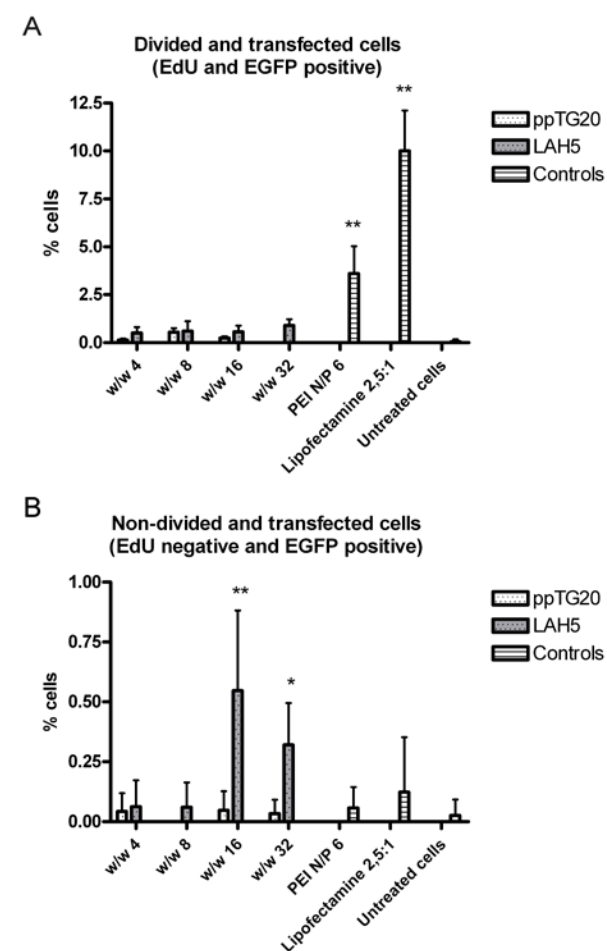 A
Divided and transfected cells
(EdU and EGFP positive)
**
12.5
10.0
7.5
5.0
2.5
0.0
% cells
**
ppTG20
LAH5
Controls
w/w 4
w/w 8
w/w 16
w/w 32
PEI N/P 6
Lipofectamine 2,5:1
Untreated cells
B
Non-divided and transfected cells
(EdU negative and EGFP positive)
1.00
0.75
0.50
0.25
0.00
% cells
**
*
ppTG20
LAH5
Controls
w/w 4
w/w 8
w/w 16
w/w 32
PEI N/P 6
Lipofectamine 2,5:1
Untreated cells